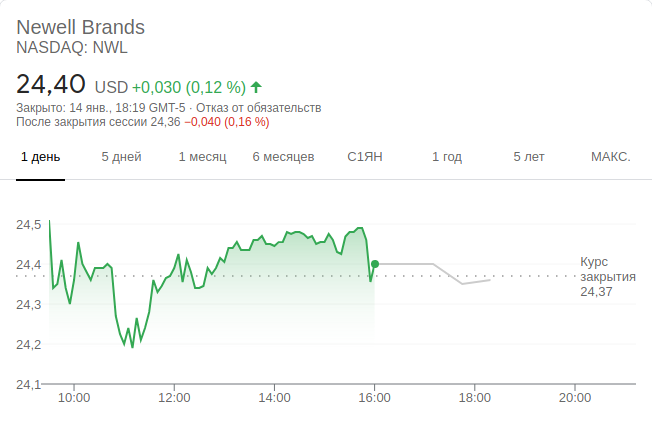 Newell Brands
NASDAQ: NWL
24,40 USD +0,030 (0,12 %)
Закрыто: 14 янв., 18:19 GMT-5 · Отказ от обязательств
После закрытия сессии 24,36 −0,040 (0,16 %)
1 день 5 дней 1 месяц 6 месяцев С1ЯН 1 год 5 лет МАКС.
24,5
24,4
24,3
24,2
24,1
Курс
закрытия
24,37
10:00 12:00 14:00 16:00 18:00 20:00